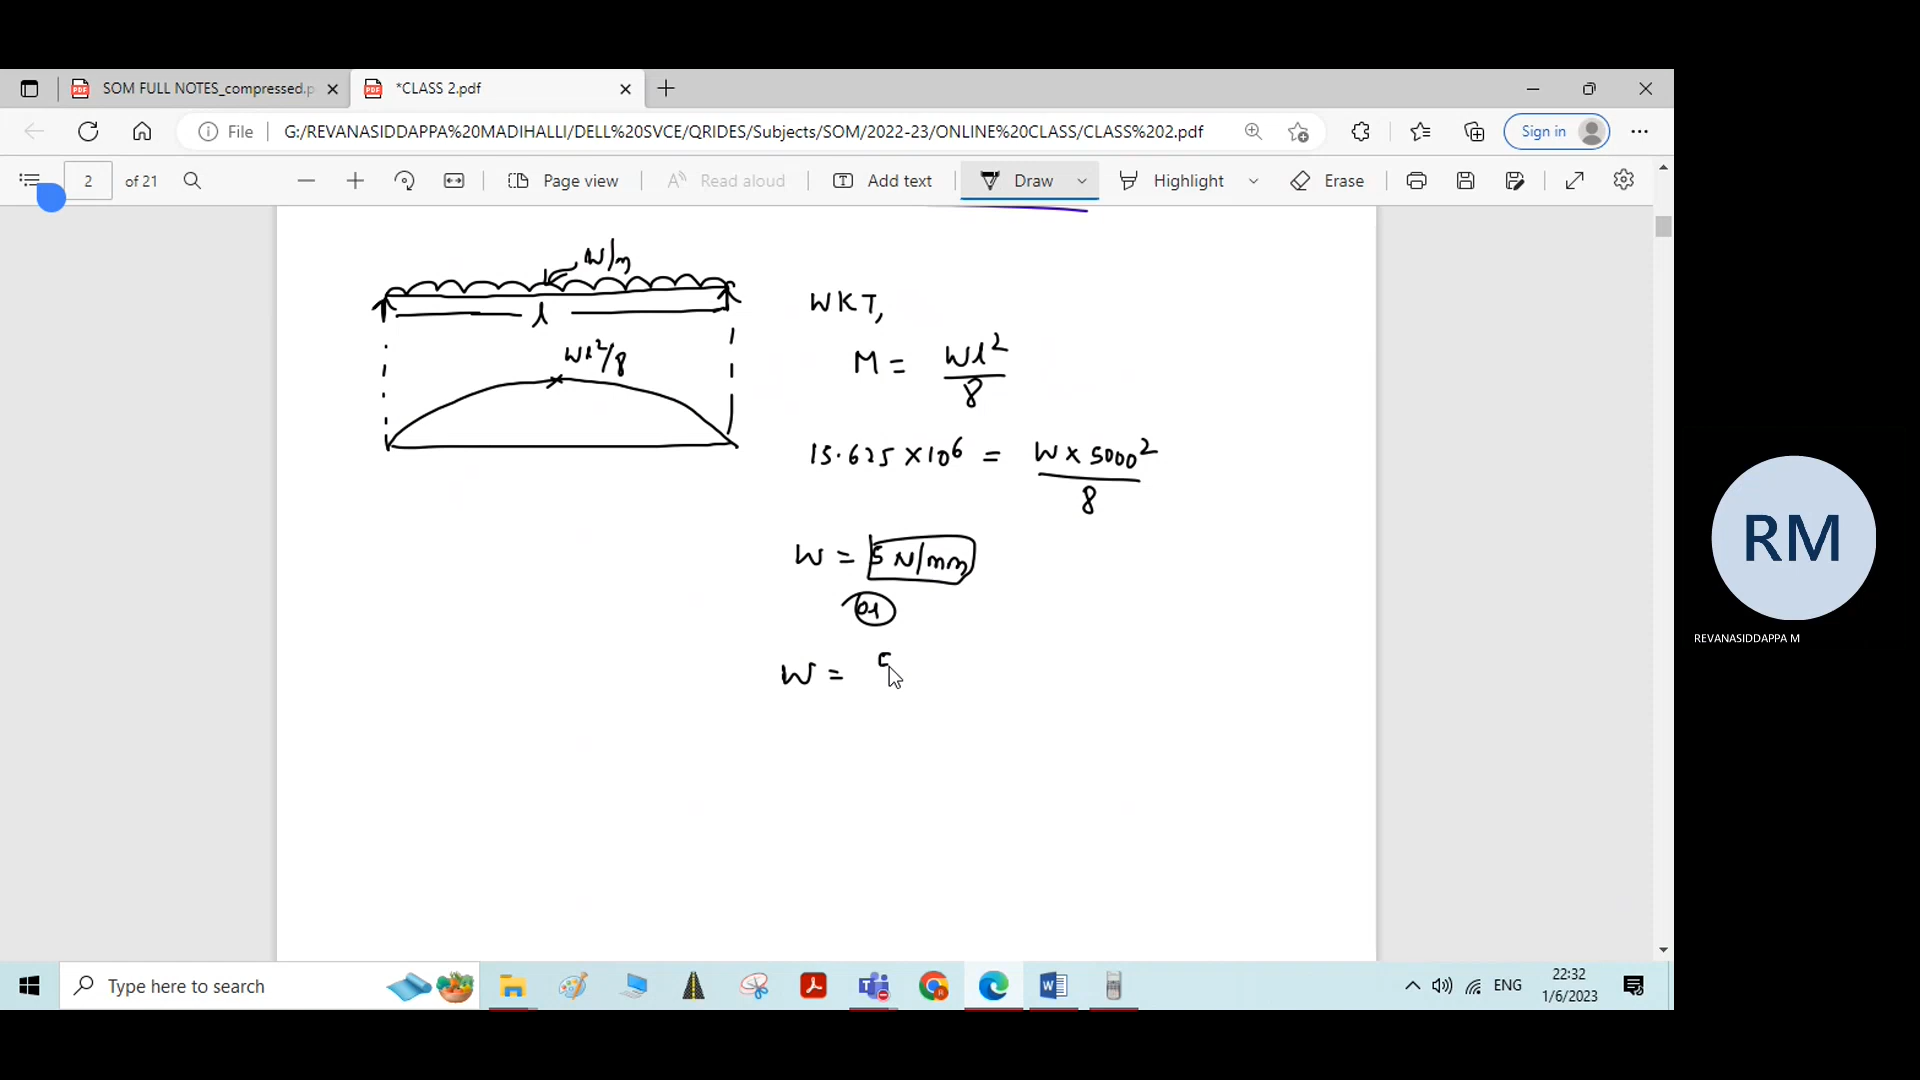 SOM FULL NOTES_compressed.p
*CLASS 2.pdf
File
G:/REVANASIDDAPPA%20MADIHALLI/DELL%20SVCE/QRIDES/Subjects/SOM/2022-23/ONLINE%20CLASS/CLASS%202.pdf
Sign in
2 of 21
Page view
Read aloud
Add text
Draw
Highlight
Erase
W/m
l
Wl²/8
WKT,
M = Wl²/8
15.625 × 10⁶ = W × 5000²/8
W = 5 N/mm
or
W = 5
RM
REVANASIDDAPPA M
Type here to search
ENG
22:32
1/6/2023